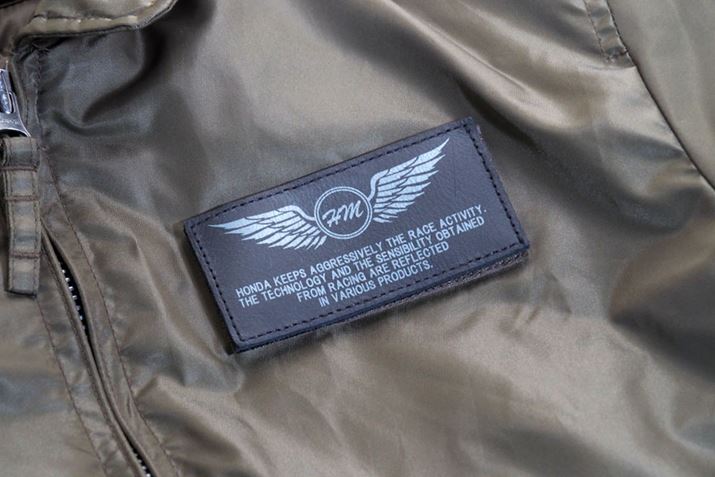 HM
HONDA KEEPS AGGRESSIVELY THE RACE ACTIVITY.
THE TECHNOLOGY AND THE SENSIBILITY OBTAINED
FROM RACING ARE REFLECTED
IN VARIOUS PRODUCTS.